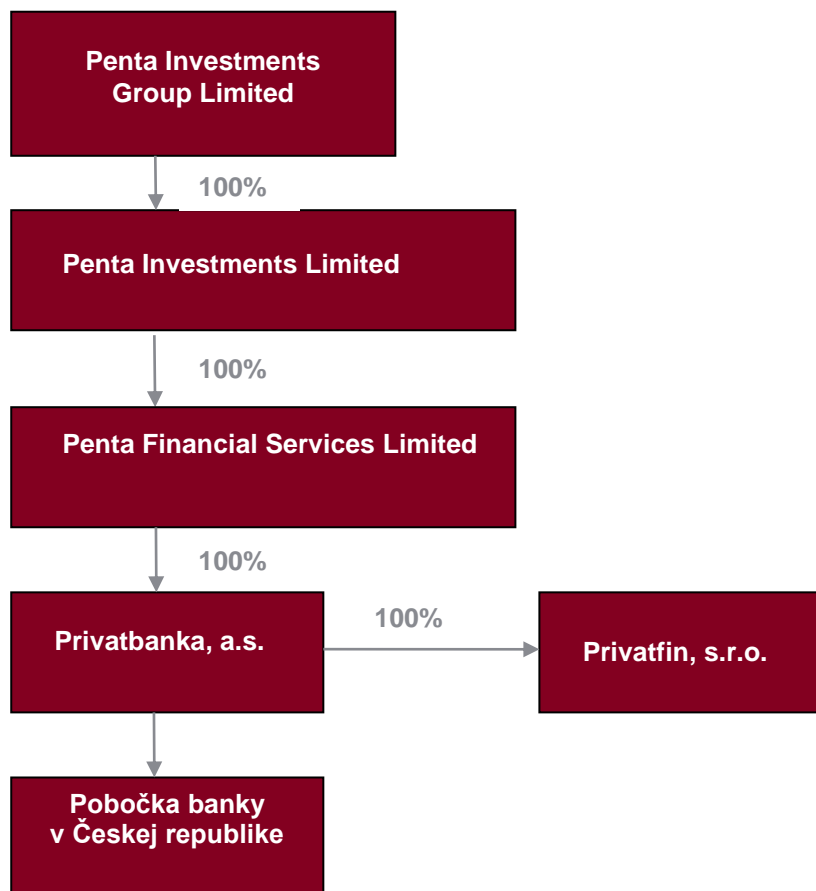 Penta Investments
Group Limited
100%
Penta Investments Limited
100%
Penta Financial Services Limited
100%
Privatbanka, a.s.
100%
Privatfin, s.r.o.
Pobočka banky
v Českej republike